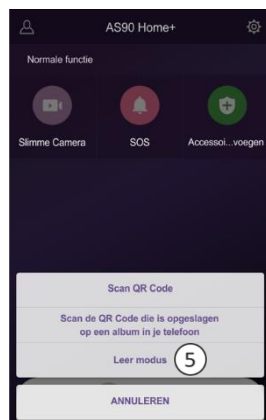 AS90 Home+
Normale functie
Slimme Camera
SOS
Accessoi...voegen
Scan QR Code
Scan de QR Code die is opgeslagen
op een album in je telefoon
Leer modus
5
ANNULEREN